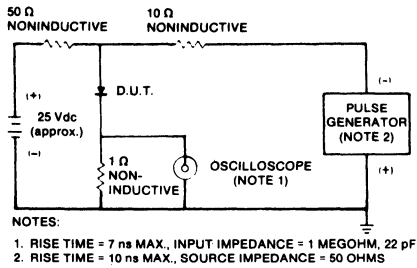 50 Ω
NONINDUCTIVE
10 Ω
NONINDUCTIVE
(+)
25 Vdc
(approx.)
(−)
D.U.T.
1 Ω
NON-
INDUCTIVE
OSCILLOSCOPE
(NOTE 1)
(−)
PULSE
GENERATOR
(NOTE 2)
(+)
NOTES:
1. RISE TIME = 7 ns MAX., INPUT IMPEDANCE = 1 MEGOHM, 22 pF
2. RISE TIME = 10 ns MAX., SOURCE IMPEDANCE = 50 OHMS